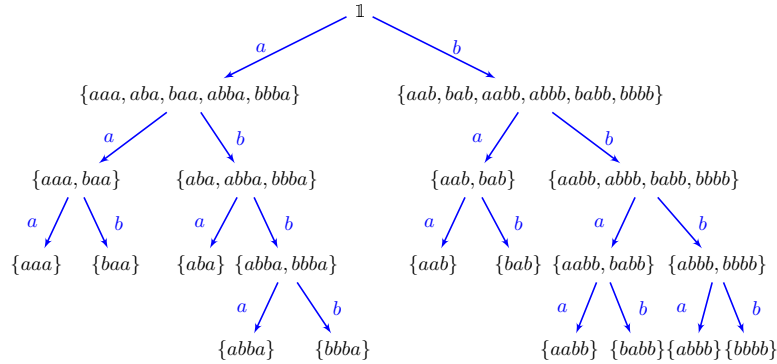 𝟙
a b
{aaa, aba, baa, abba, bbba} {aab, bab, aabb, abbb, babb, bbbb}
a b a b
{aaa, baa} {aba, abba, bbba} {aab, bab} {aabb, abbb, babb, bbbb}
a b a b a b a b
{aaa} {baa} {aba} {abba, bbba} {aab} {bab} {aabb, babb} {abbb, bbbb}
a b a b a b
{abba} {bbba} {aabb} {babb} {abbb} {bbbb}